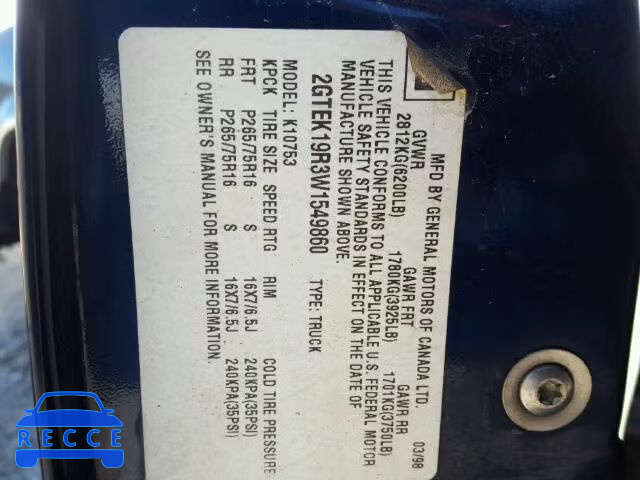 MFD BY GENERAL MOTORS OF CANADA LTD.
03/98
GVWR GAWR FRT GAWR RR
2812KG(6200LB) 1780KG(3925LB) 1701KG(3750LB)
THIS VEHICLE CONFORMS TO ALL APPLICABLE U.S. FEDERAL MOTOR
VEHICLE SAFETY STANDARDS IN EFFECT ON THE DATE OF
MANUFACTURE SHOWN ABOVE.
2GTEK19R3W1549860 TYPE: TRUCK
MODEL: K10753
KPCK TIRE SIZE SPEED RTG RIM COLD TIRE PRESSURE
FRT P265/75R16 S 16X7/6.5J 240KPA(35PSI)
RR P265/75R16 S 16X7/6.5J 240KPA(35PSI)
SEE OWNER'S MANUAL FOR MORE INFORMATION.
RECCE